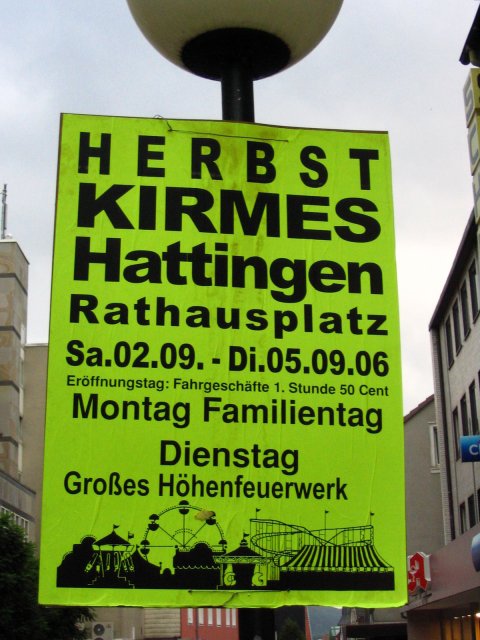 HERBST
KIRMES
Hattingen
Rathausplatz
Sa.02.09. - Di.05.09.06
Eröffnungstag: Fahrgeschäfte 1. Stunde 50 Cent
Montag Familientag
Dienstag
Großes Höhenfeuerwerk